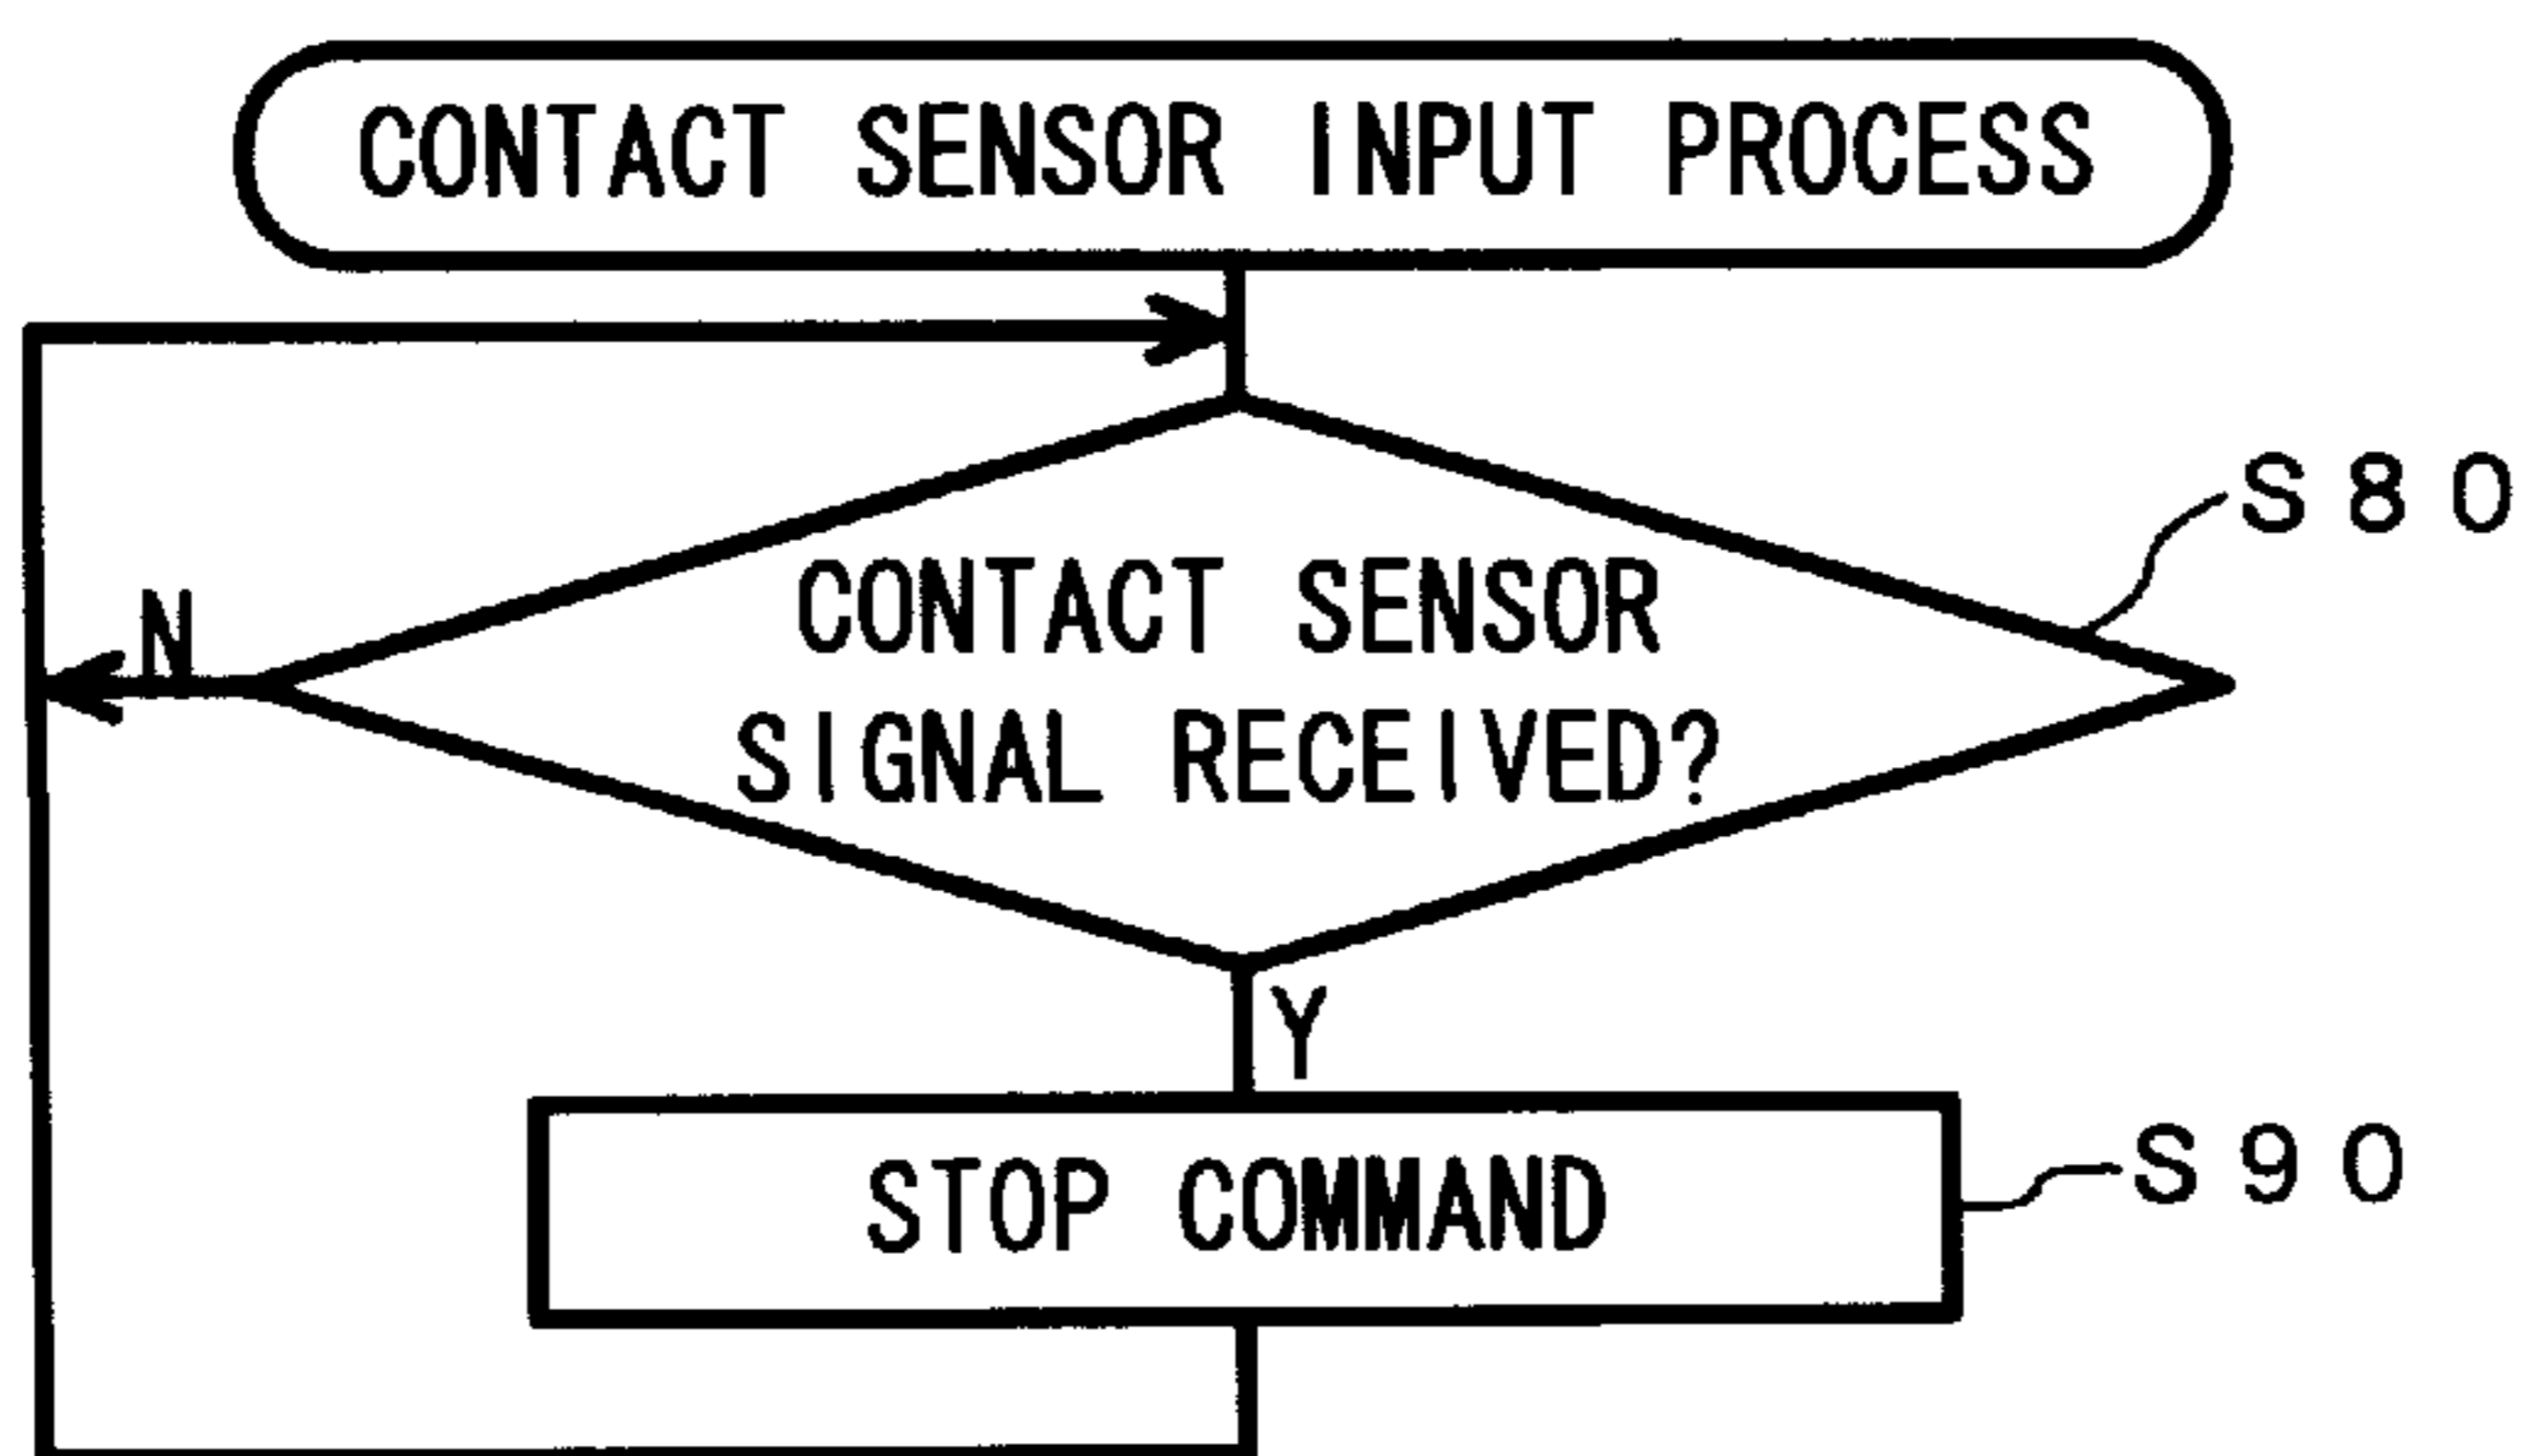 CONTACT SENSOR INPUT PROCESS
S80
CONTACT SENSOR
N
SIGNAL RECEIVED?
Y
STOP COMMAND
S90